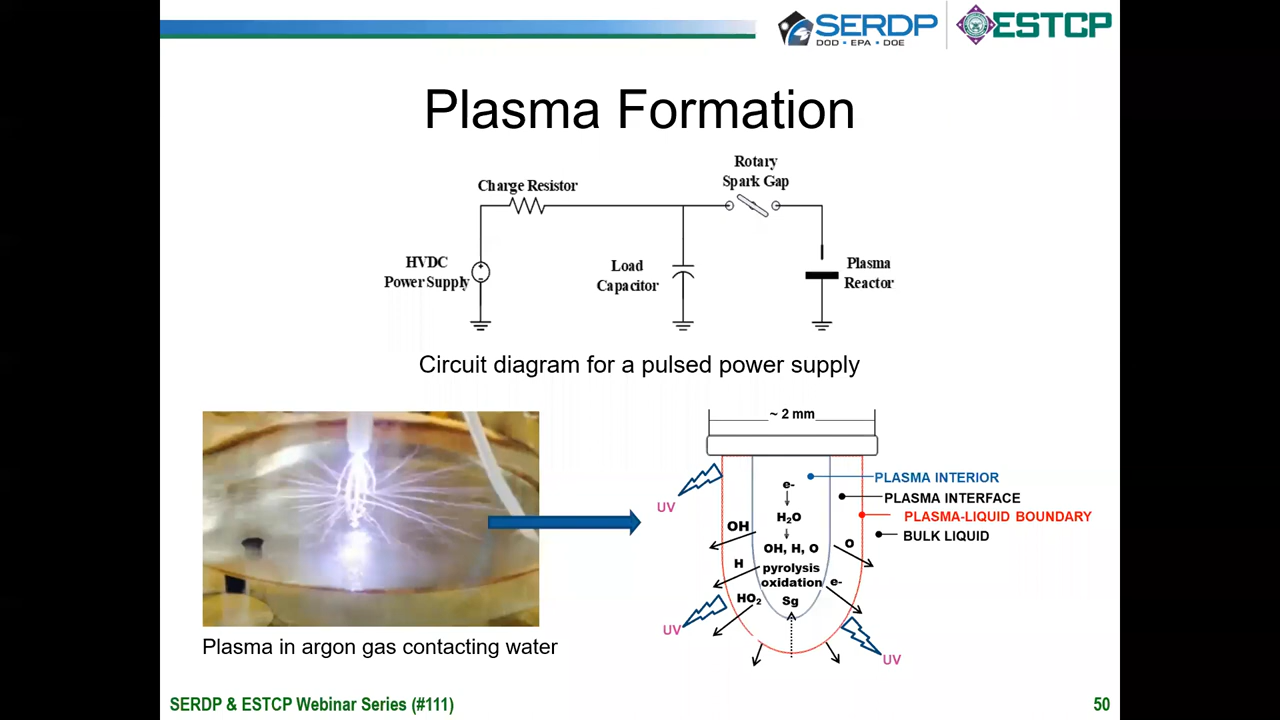 SERDP
DOD • EPA • DOE
ESTCP
Plasma Formation
Rotary
Spark Gap
Charge Resistor
HVDC
Power Supply
Load
Capacitor
Plasma
Reactor
Circuit diagram for a pulsed power supply
~ 2 mm
PLASMA INTERIOR
PLASMA INTERFACE
PLASMA-LIQUID BOUNDARY
BULK LIQUID
UV
e-
H₂O
OH
OH, H, O
O
H
pyrolysis
oxidation
e-
HO₂
Sg
UV
UV
Plasma in argon gas contacting water
SERDP & ESTCP Webinar Series (#111)
50